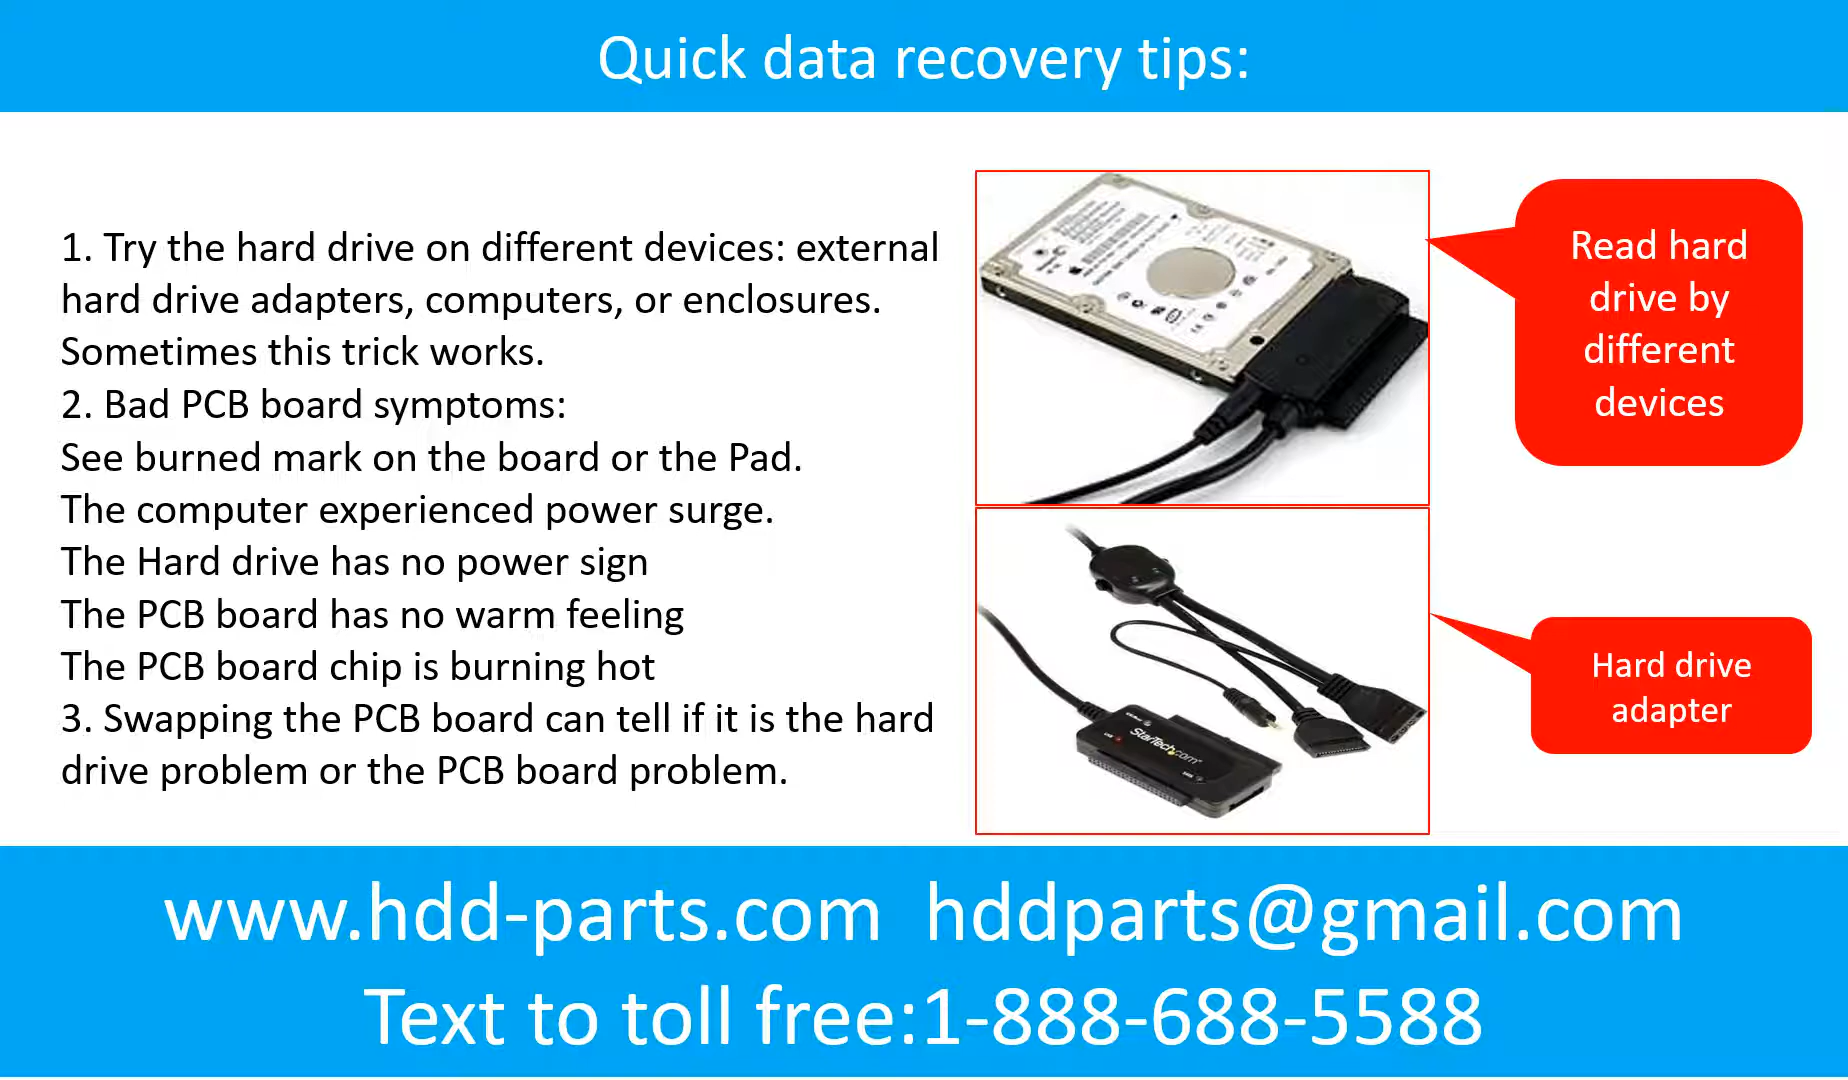 Quick data recovery tips:
1. Try the hard drive on different devices: external
hard drive adapters, computers, or enclosures.
Sometimes this trick works.
2. Bad PCB board symptoms:
See burned mark on the board or the Pad.
The computer experienced power surge.
The Hard drive has no power sign
The PCB board has no warm feeling
The PCB board chip is burning hot
3. Swapping the PCB board can tell if it is the hard
drive problem or the PCB board problem.
Read hard
drive by
different
devices
StarTech.com
Hard drive
adapter
www.hdd-parts.com hddparts@gmail.com
Text to toll free:1-888-688-5588